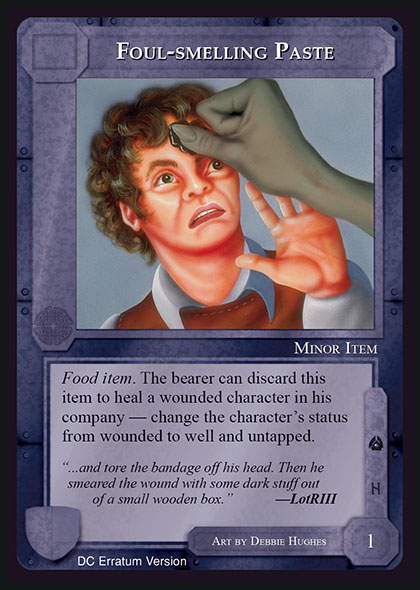 Foul-smelling Paste
Minor Item
Food item. The bearer can discard this
item to heal a wounded character in his
company — change the character's status
from wounded to well and untapped.
“...and tore the bandage off his head. Then he
smeared the wound with some dark stuff out
of a small wooden box.” —LotRIII
Art by Debbie Hughes
1
DC Erratum Version